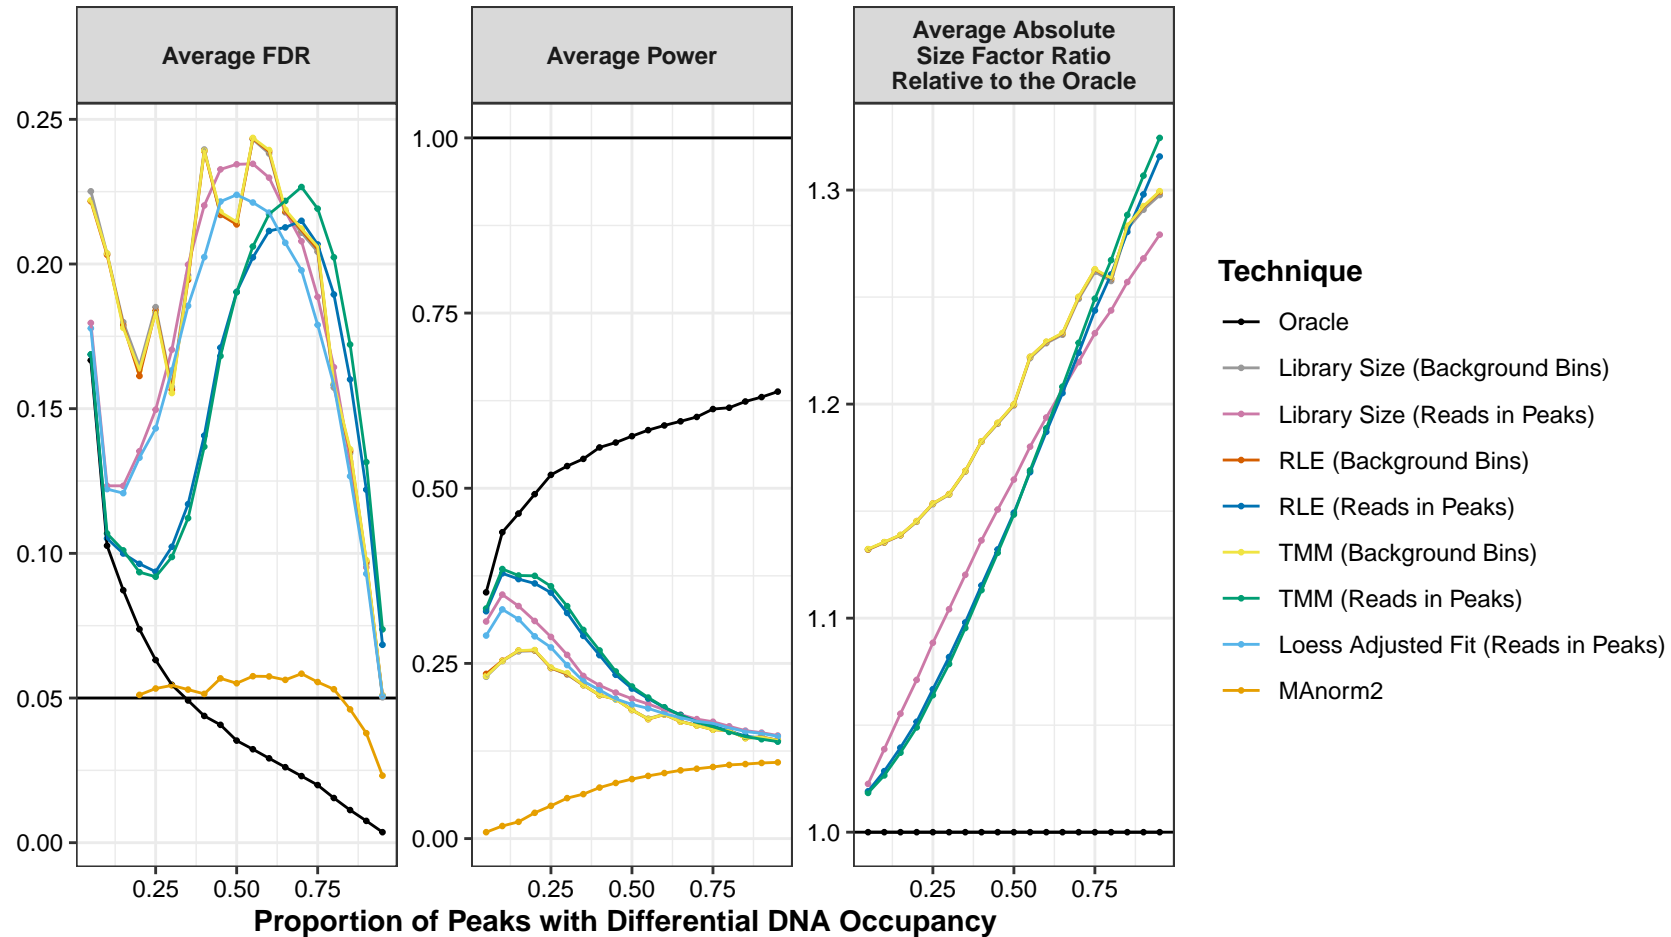 Average FDR
Average Power
Average Absolute
Size Factor Ratio
Relative to the Oracle
0.25
0.20
0.15
0.10
0.05
0.00
1.00
0.75
0.50
0.25
0.00
1.3
1.2
1.1
1.0
0.25 0.50 0.75
0.25 0.50 0.75
0.25 0.50 0.75
Proportion of Peaks with Differential DNA Occupancy
Technique
Oracle
Library Size (Background Bins)
Library Size (Reads in Peaks)
RLE (Background Bins)
RLE (Reads in Peaks)
TMM (Background Bins)
TMM (Reads in Peaks)
Loess Adjusted Fit (Reads in Peaks)
MAnorm2